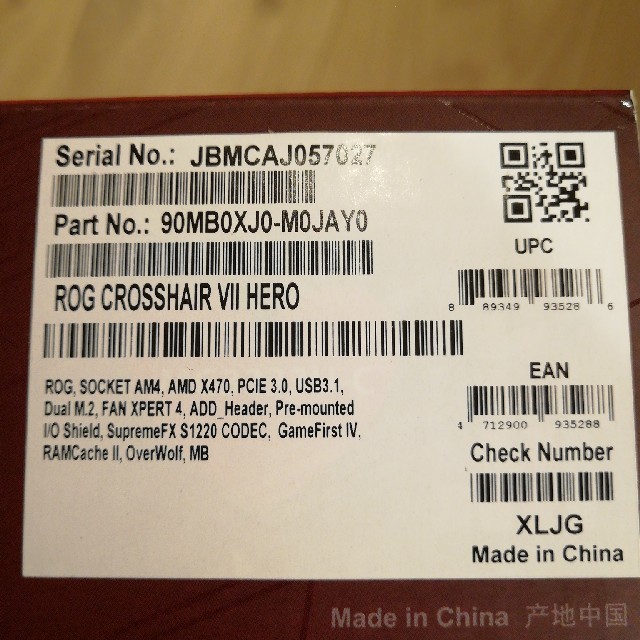 Serial No.: JBMCAJ057027
Part No.: 90MB0XJ0-M0JAY0
ROG CROSSHAIR VII HERO
ROG, SOCKET AM4, AMD X470, PCIE 3.0, USB3.1,
Dual M.2, FAN XPERT 4, ADD_Header, Pre-mounted
I/O Shield, SupremeFX S1220 CODEC, GameFirst IV,
RAMCache II, OverWolf, MB
UPC
8 89349 93528 6
EAN
4 712900 935288
Check Number
XLJG
Made in China
Made in China 产地中国